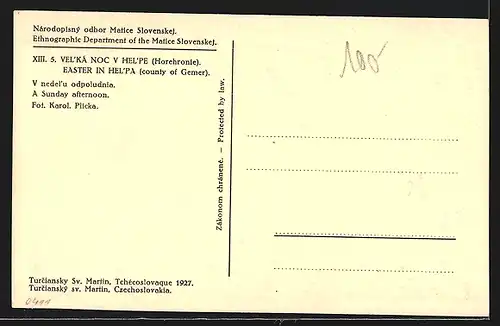 Národopisný odbor Matice Slovenskej.
Ethnographic Department of the Matice Slovenskej.
XIII. 5. VEĽKÁ NOC V HEĽPE (Horehronie).
EASTER IN HEĽPA (county of Gemer).
V nedeľu odpoludnia.
A Sunday afternoon.
Fot. Karol. Plicka.
Turčiansky Sv. Martin, Tchécoslovaque 1927.
Turčianský sv. Martin, Czechoslovakia.
Zákonom chránené. — Protected by law.
100